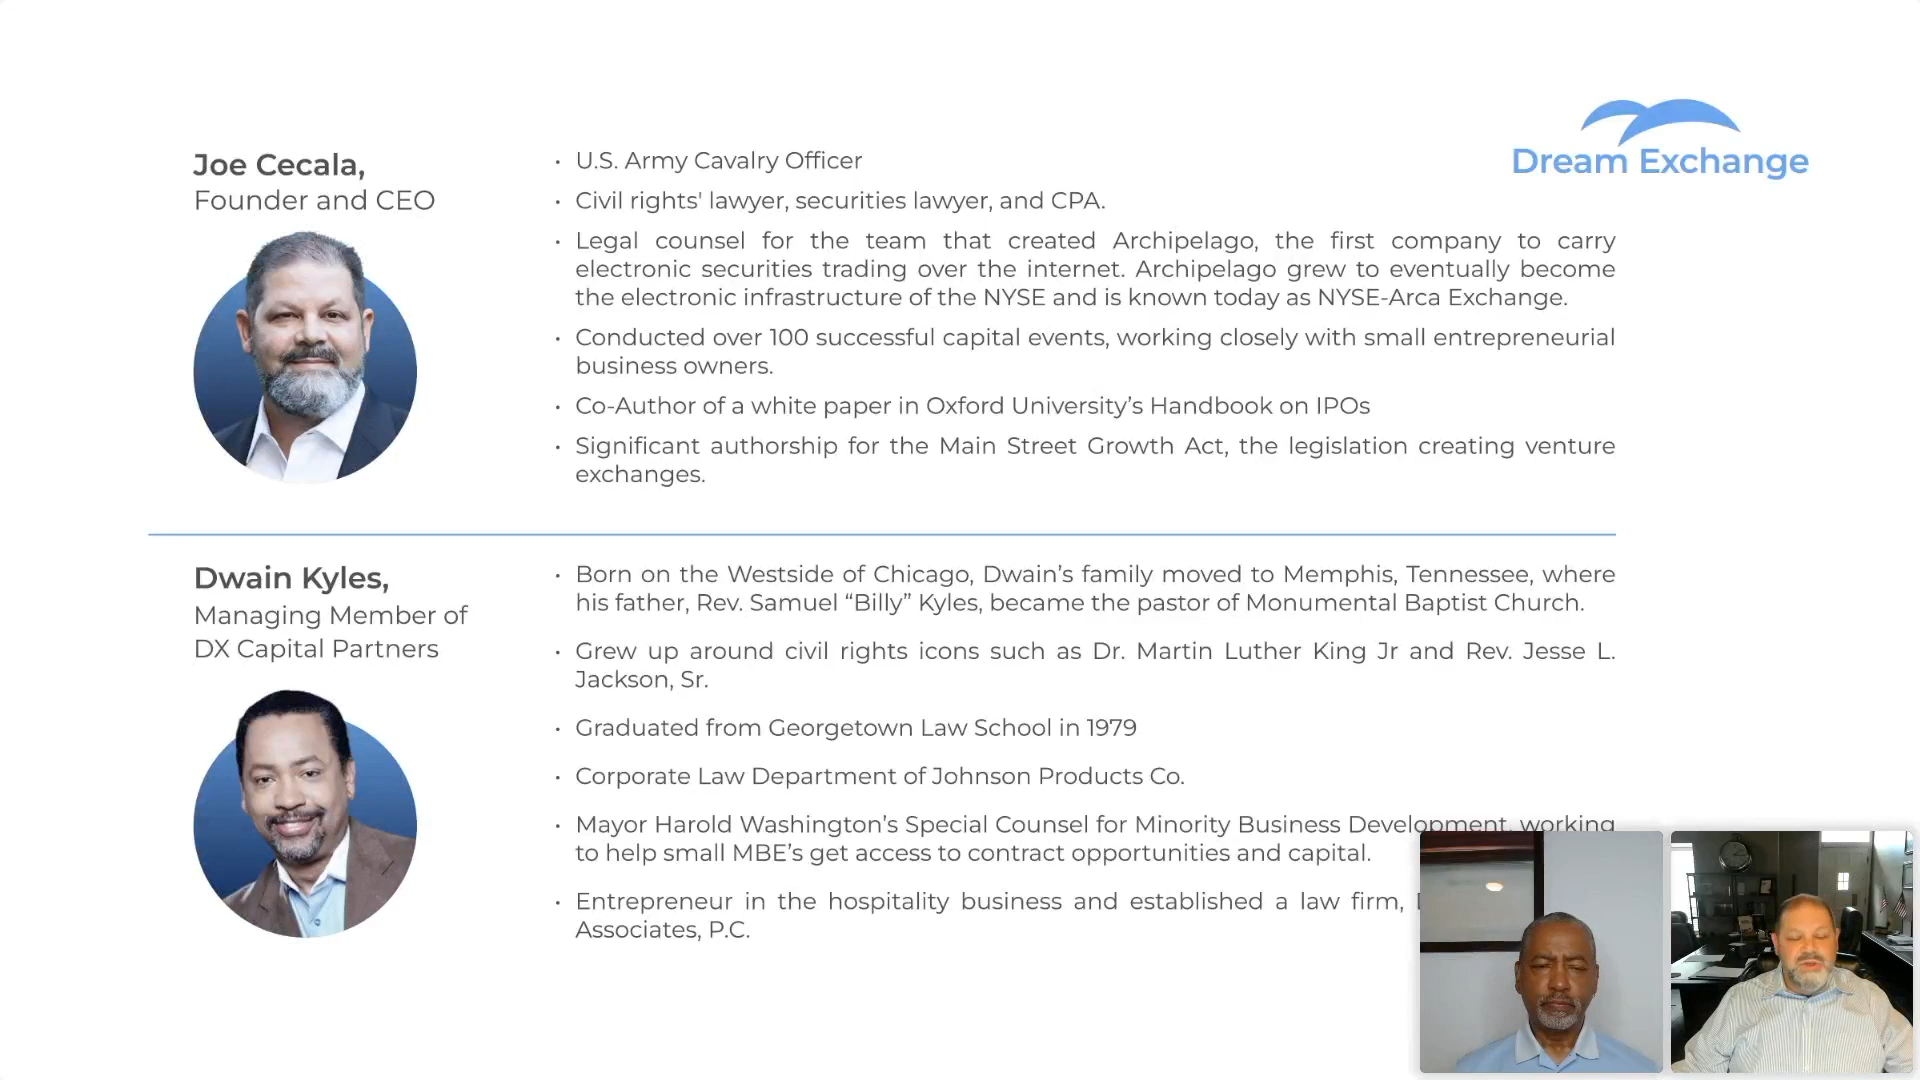 Dream Exchange
Joe Cecala,
Founder and CEO
• U.S. Army Cavalry Officer
• Civil rights' lawyer, securities lawyer, and CPA.
• Legal counsel for the team that created Archipelago, the first company to carry
electronic securities trading over the internet. Archipelago grew to eventually become
the electronic infrastructure of the NYSE and is known today as NYSE-Arca Exchange.
• Conducted over 100 successful capital events, working closely with small entrepreneurial
business owners.
• Co-Author of a white paper in Oxford University’s Handbook on IPOs
• Significant authorship for the Main Street Growth Act, the legislation creating venture
exchanges.
Dwain Kyles,
Managing Member of
DX Capital Partners
• Born on the Westside of Chicago, Dwain’s family moved to Memphis, Tennessee, where
his father, Rev. Samuel “Billy” Kyles, became the pastor of Monumental Baptist Church.
• Grew up around civil rights icons such as Dr. Martin Luther King Jr and Rev. Jesse L.
Jackson, Sr.
• Graduated from Georgetown Law School in 1979
• Corporate Law Department of Johnson Products Co.
• Mayor Harold Washington’s Special Counsel for Minority Business Development, working
to help small MBE’s get access to contract opportunities and capital.
• Entrepreneur in the hospitality business and established a law firm,
Associates, P.C.